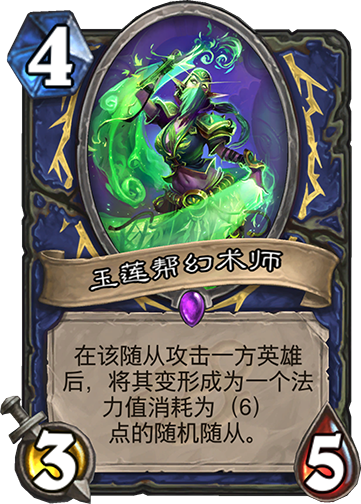 4
玉莲帮幻术师
在该随从攻击一方英雄
后，将其变形成为一个法
力值消耗为（6）
点的随机随从。
3
5